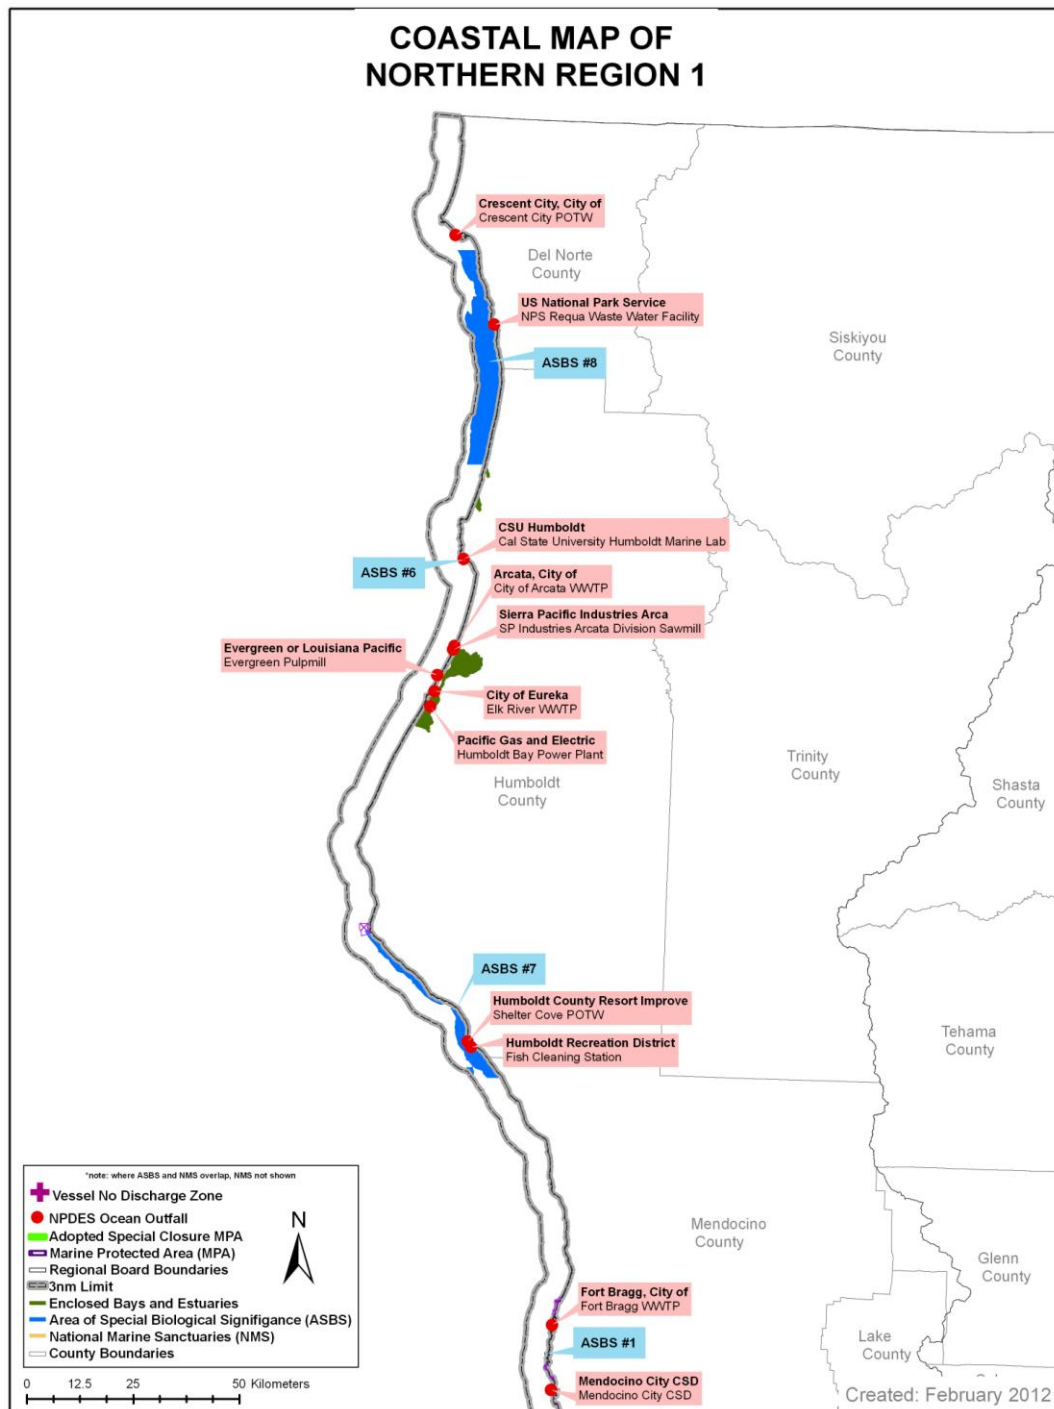 COASTAL MAP OF
NORTHERN REGION 1
Crescent City, City of
Crescent City POTW
Del Norte
County
US National Park Service
NPS Requa Waste Water Facility
Siskiyou
County
ASBS #8
CSU Humboldt
Cal State University Humboldt Marine Lab
ASBS #6
Arcata, City of
City of Arcata WWTP
Sierra Pacific Industries Arca
SP Industries Arcata Division Sawmill
Evergreen or Louisiana Pacific
Evergreen Pulpmill
City of Eureka
Elk River WWTP
Pacific Gas and Electric
Humboldt Bay Power Plant
Trinity
County
Humboldt
County
Shasta
County
ASBS #7
Humboldt County Resort Improve
Shelter Cove POTW
Humboldt Recreation District
Fish Cleaning Station
Tehama
County
*note: where ASBS and NMS overlap, NMS not shown
Vessel No Discharge Zone
NPDES Ocean Outfall
Adopted Special Closure MPA
Marine Protected Area (MPA)
Regional Board Boundaries
3nm Limit
Enclosed Bays and Estuaries
Area of Special Biological Signifigance (ASBS)
National Marine Sanctuaries (NMS)
County Boundaries
N
Mendocino
County
Glenn
County
Fort Bragg, City of
Fort Bragg WWTP
ASBS #1
Lake
County
Mendocino City CSD
Mendocino City CSD
0 12.5 25 50 Kilometers
Created: February 2012